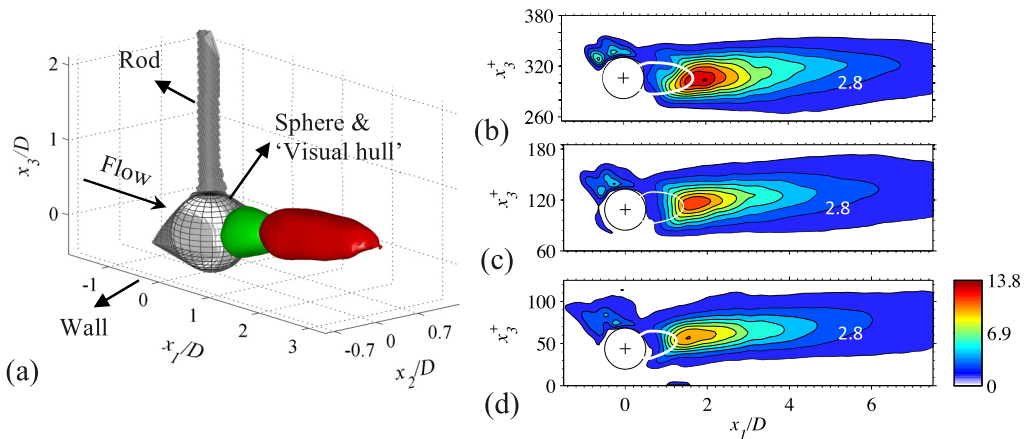 (a)
2
1
0
x3/D
Rod
Flow
Sphere &
'Visual hull'
Wall
-1
0
1
2
3
x1/D
-0.7
0
0.7
x2/D
(b)
380
320
260
x3+
2.8
(c)
180
120
60
x3+
2.8
(d)
100
50
0
x3+
2.8
0
2
4
6
x1/D
13.8
6.9
0